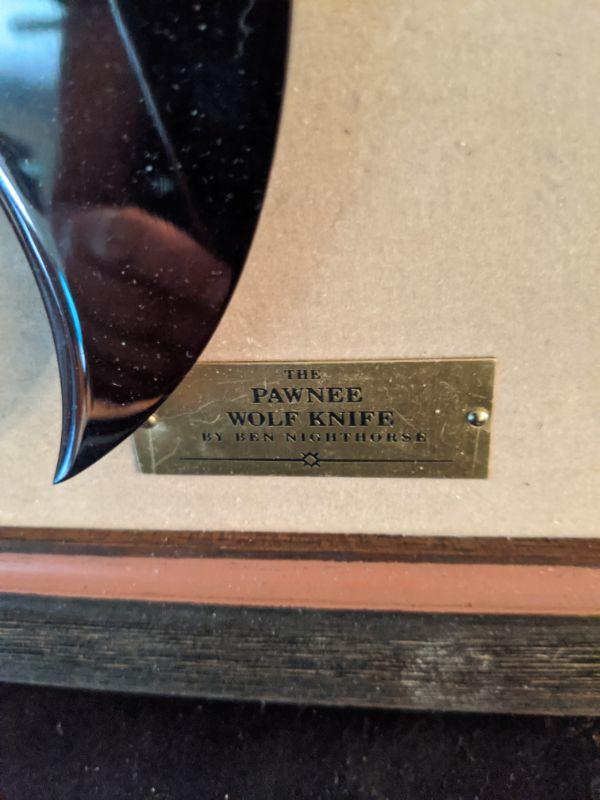 THE
PAWNEE
WOLF KNIFE
BY BEN NIGHTHORSE